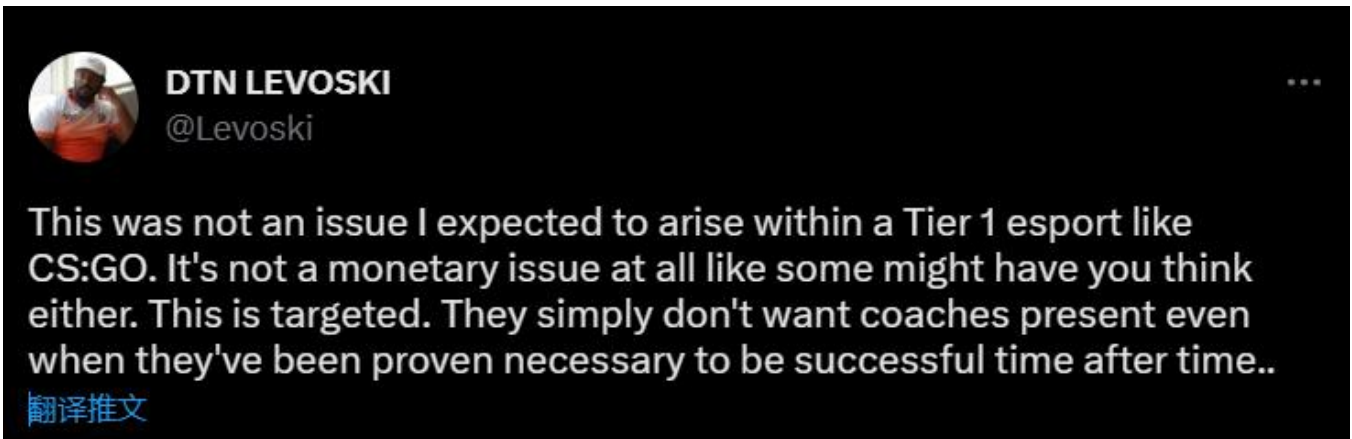 DTN LEVOSKI
@Levoski
This was not an issue I expected to arise within a Tier 1 esport like
CS:GO. It's not a monetary issue at all like some might have you think
either. This is targeted. They simply don't want coaches present even
when they've been proven necessary to be successful time after time..
翻译推文